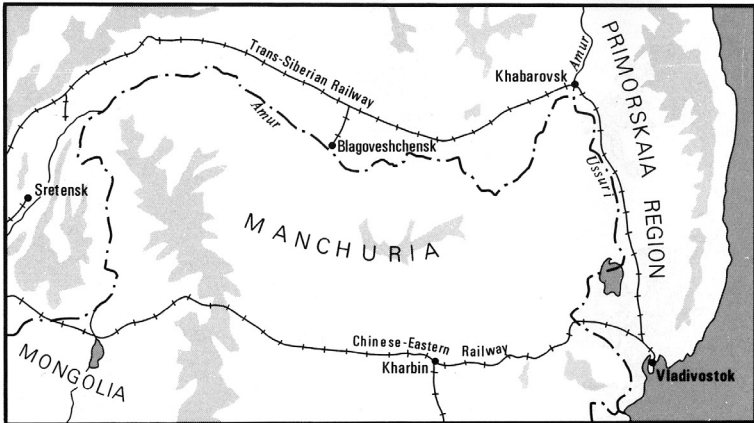 Trans-Siberian Railway
Amur
Khabarovsk
PRIMORSKAIA REGION
Amur
Blagoveshchensk
Ussuri
Sretensk
MANCHURIA
Chinese-Eastern Railway
MONGOLIA
Kharbin
Vladivostok